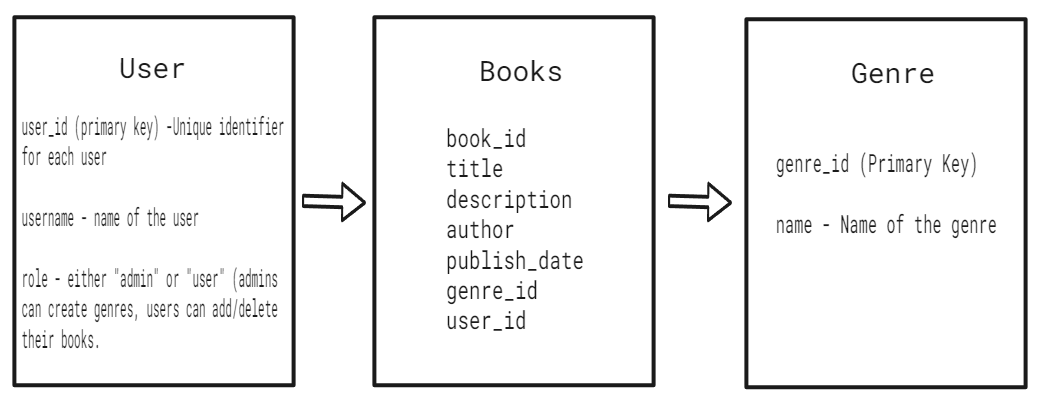 User
user_id (primary key) -Unique identifier
for each user
username - name of the user
role - either "admin" or "user" (admins
can create genres, users can add/delete
their books.
Books
book_id
title
description
author
publish_date
genre_id
user_id
Genre
genre_id (Primary Key)
name - Name of the genre